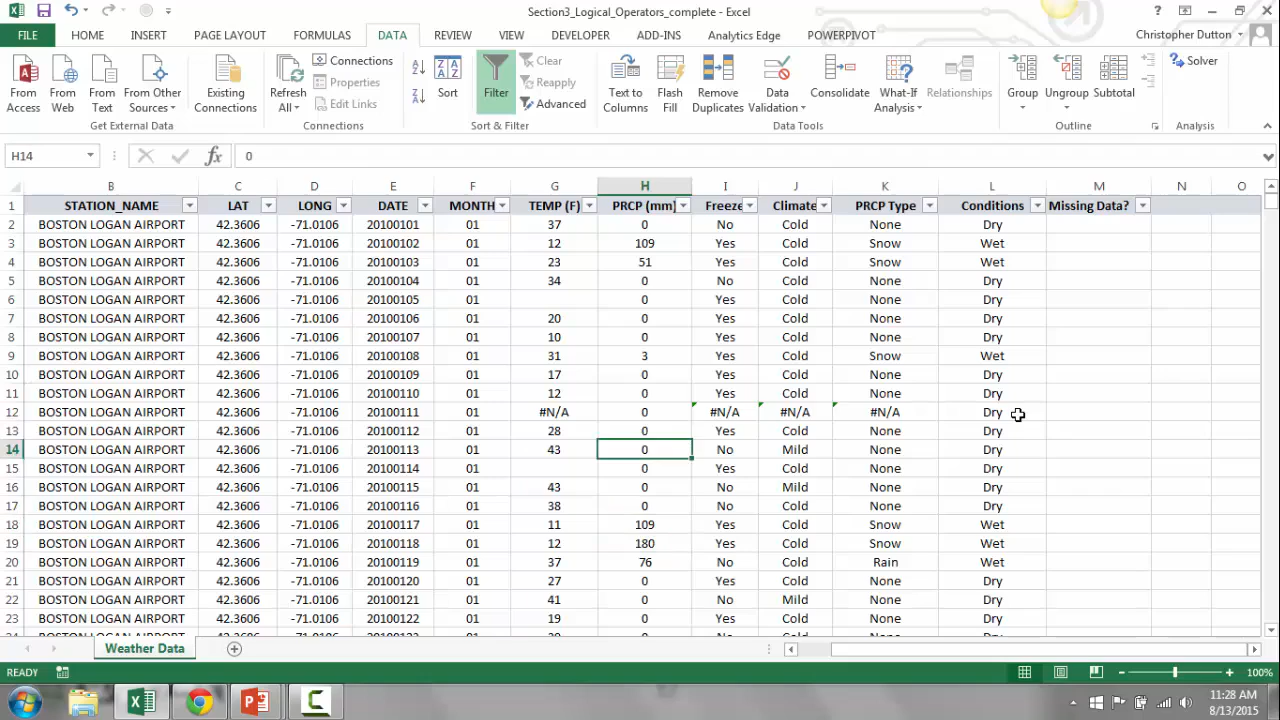 Section3_Logical_Operators_complete - Excel
FILE HOME INSERT PAGE LAYOUT FORMULAS DATA REVIEW VIEW DEVELOPER ADD-INS Analytics Edge POWERPIVOT Christopher Dutton
From Access From Web From Text From Other Sources Existing Connections Refresh All Connections Properties Edit Links Sort Filter Clear Reapply Advanced Text to Columns Flash Fill Remove Duplicates Data Validation Consolidate What-If Analysis Relationships Group Ungroup Subtotal Solver
Get External Data Connections Sort & Filter Data Tools Outline Analysis
H14 fx 0
B C D E F G H I J K L M N O
1 STATION_NAME LAT LONG DATE MONTH TEMP (F) PRCP (mm) Freeze Climate PRCP Type Conditions Missing Data?
2 BOSTON LOGAN AIRPORT 42.3606 -71.0106 20100101 01 37 0 No Cold None Dry
3 BOSTON LOGAN AIRPORT 42.3606 -71.0106 20100102 01 12 109 Yes Cold Snow Wet
4 BOSTON LOGAN AIRPORT 42.3606 -71.0106 20100103 01 23 51 Yes Cold Snow Wet
5 BOSTON LOGAN AIRPORT 42.3606 -71.0106 20100104 01 34 0 No Cold None Dry
6 BOSTON LOGAN AIRPORT 42.3606 -71.0106 20100105 01 0 Yes Cold None Dry
7 BOSTON LOGAN AIRPORT 42.3606 -71.0106 20100106 01 20 0 Yes Cold None Dry
8 BOSTON LOGAN AIRPORT 42.3606 -71.0106 20100107 01 10 0 Yes Cold None Dry
9 BOSTON LOGAN AIRPORT 42.3606 -71.0106 20100108 01 31 3 Yes Cold Snow Wet
10 BOSTON LOGAN AIRPORT 42.3606 -71.0106 20100109 01 17 0 Yes Cold None Dry
11 BOSTON LOGAN AIRPORT 42.3606 -71.0106 20100110 01 12 0 Yes Cold None Dry
12 BOSTON LOGAN AIRPORT 42.3606 -71.0106 20100111 01 #N/A 0 #N/A #N/A #N/A Dry
13 BOSTON LOGAN AIRPORT 42.3606 -71.0106 20100112 01 28 0 Yes Cold None Dry
14 BOSTON LOGAN AIRPORT 42.3606 -71.0106 20100113 01 43 0 No Mild None Dry
15 BOSTON LOGAN AIRPORT 42.3606 -71.0106 20100114 01 0 Yes Cold None Dry
16 BOSTON LOGAN AIRPORT 42.3606 -71.0106 20100115 01 43 0 No Mild None Dry
17 BOSTON LOGAN AIRPORT 42.3606 -71.0106 20100116 01 38 0 No Cold None Dry
18 BOSTON LOGAN AIRPORT 42.3606 -71.0106 20100117 01 11 109 Yes Cold Snow Wet
19 BOSTON LOGAN AIRPORT 42.3606 -71.0106 20100118 01 12 180 Yes Cold Snow Wet
20 BOSTON LOGAN AIRPORT 42.3606 -71.0106 20100119 01 37 76 No Cold Rain Wet
21 BOSTON LOGAN AIRPORT 42.3606 -71.0106 20100120 01 27 0 Yes Cold None Dry
22 BOSTON LOGAN AIRPORT 42.3606 -71.0106 20100121 01 41 0 No Mild None Dry
23 BOSTON LOGAN AIRPORT 42.3606 -71.0106 20100122 01 19 0 Yes Cold None Dry
Weather Data
READY 100%
11:28 AM
8/13/2015